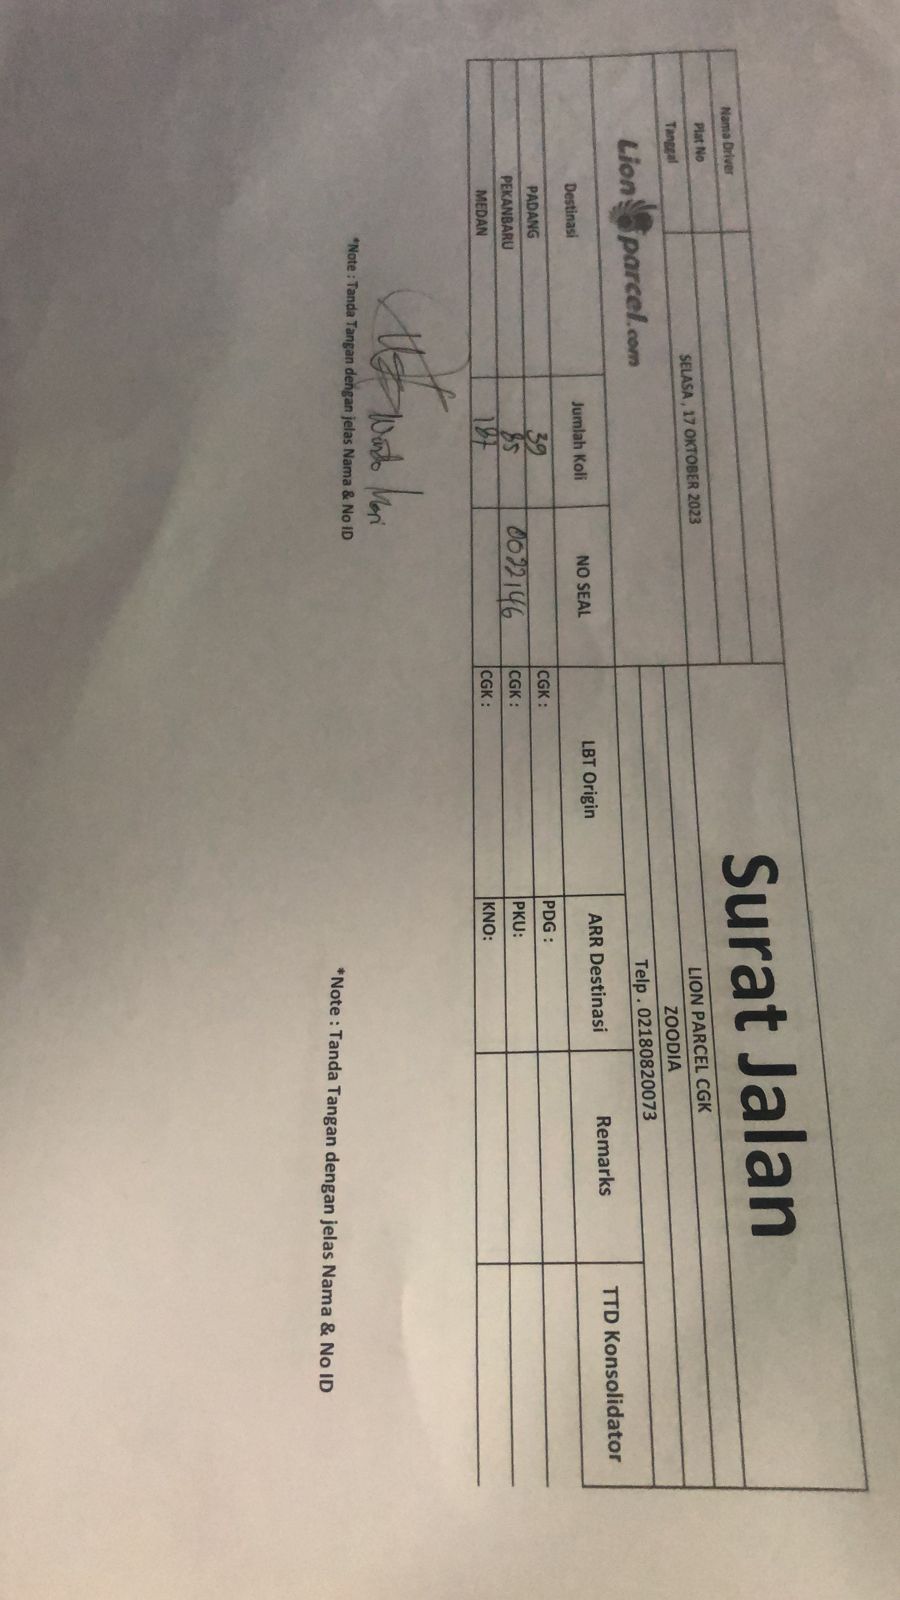 Surat Jalan
Nama Driver
Plat No
Tanggal SELASA , 17 OKTOBER 2023
LION PARCEL CGK
ZOODIA
Telp . 02180820073
Lion parcel.com
Destinasi Jumlah Koli NO SEAL LBT Origin ARR Destinasi Remarks TTD Konsolidator
PADANG 39 CGK : PDG :
PEKANBARU 85 0022146 CGK : PKU:
MEDAN 187 CGK : KNO:
*Note : Tanda Tangan dengan jelas Nama & No ID
*Note : Tanda Tangan dengan jelas Nama & No ID